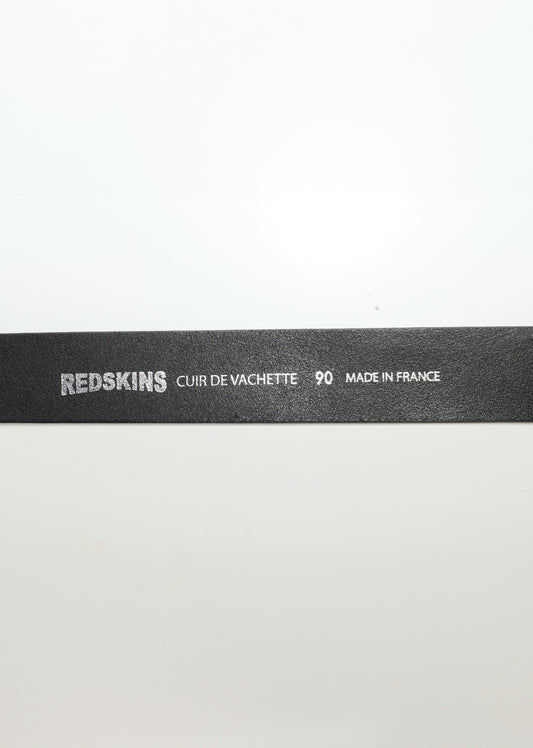 REDSKINS CUIR DE VACHETTE 90 MADE IN FRANCE